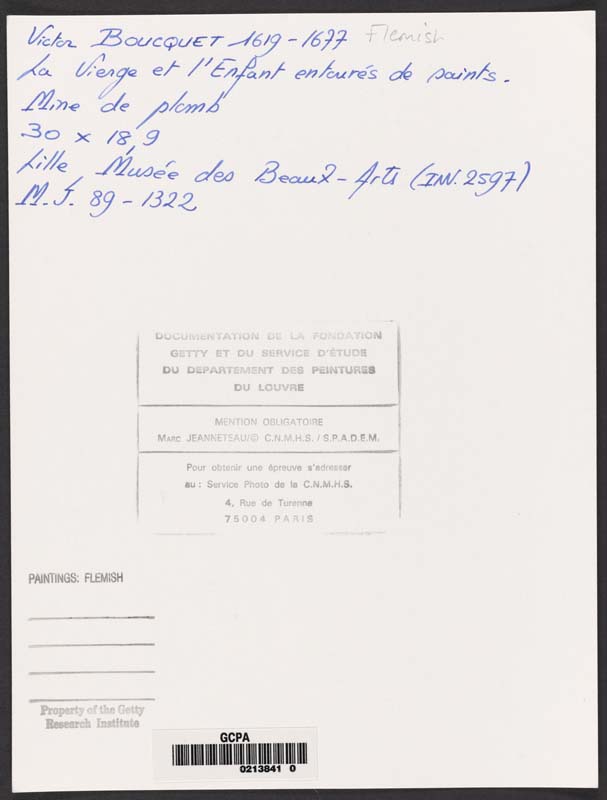 Victor BOUCQUET 1619-1677 Flemish
La Vierge et l'Enfant entourés de saints.
Mine de plomb
30 x 18,9
Lille, Musée des Beaux-Arts (INV. 2597)
M.J. 89-1322
DOCUMENTATION DE LA FONDATION
GETTY ET DU SERVICE D'ÉTUDE
DU DEPARTEMENT DES PEINTURES
DU LOUVRE
MENTION OBLIGATOIRE
MARC JEANNETEAU/© C.N.M.H.S. / S.P.A.D.E.M.
Pour obtenir une épreuve s'adresser
au : Service Photo de la C.N.M.H.S.
4, Rue de Turenne
75004 PARIS
PAINTINGS: FLEMISH
Property of the Getty
Research Institute
GCPA
0213841 0